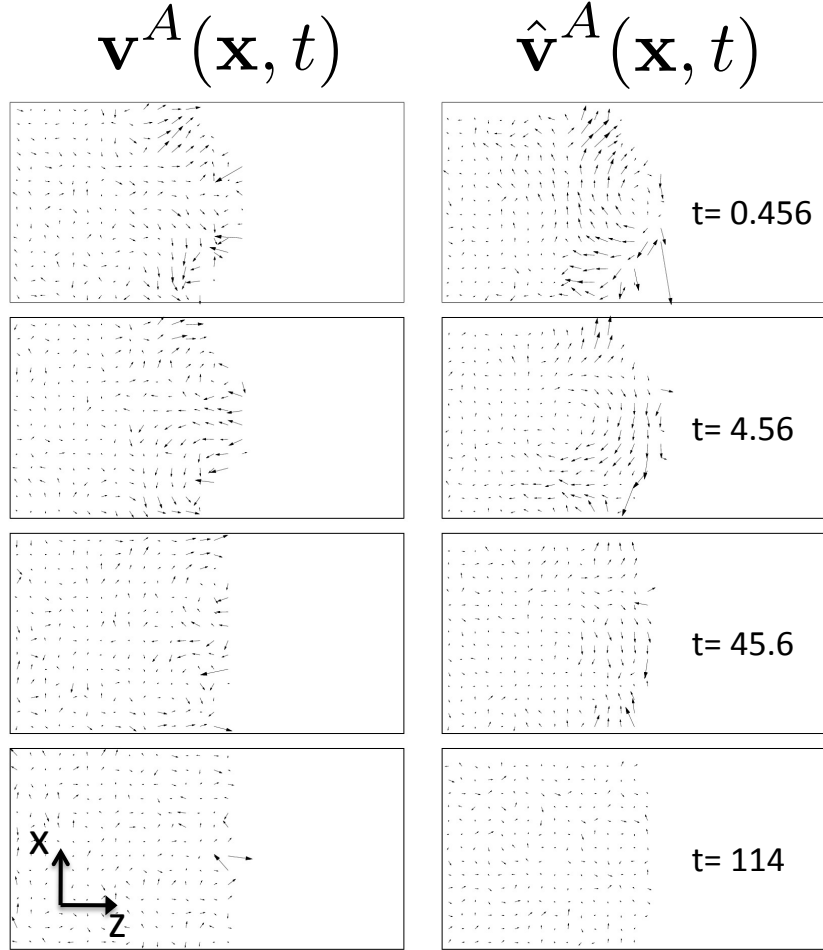 𝐯^A(𝐱, t)    𝐯̂^A(𝐱, t)
t= 0.456
t= 4.56
t= 45.6
x
t= 114
z